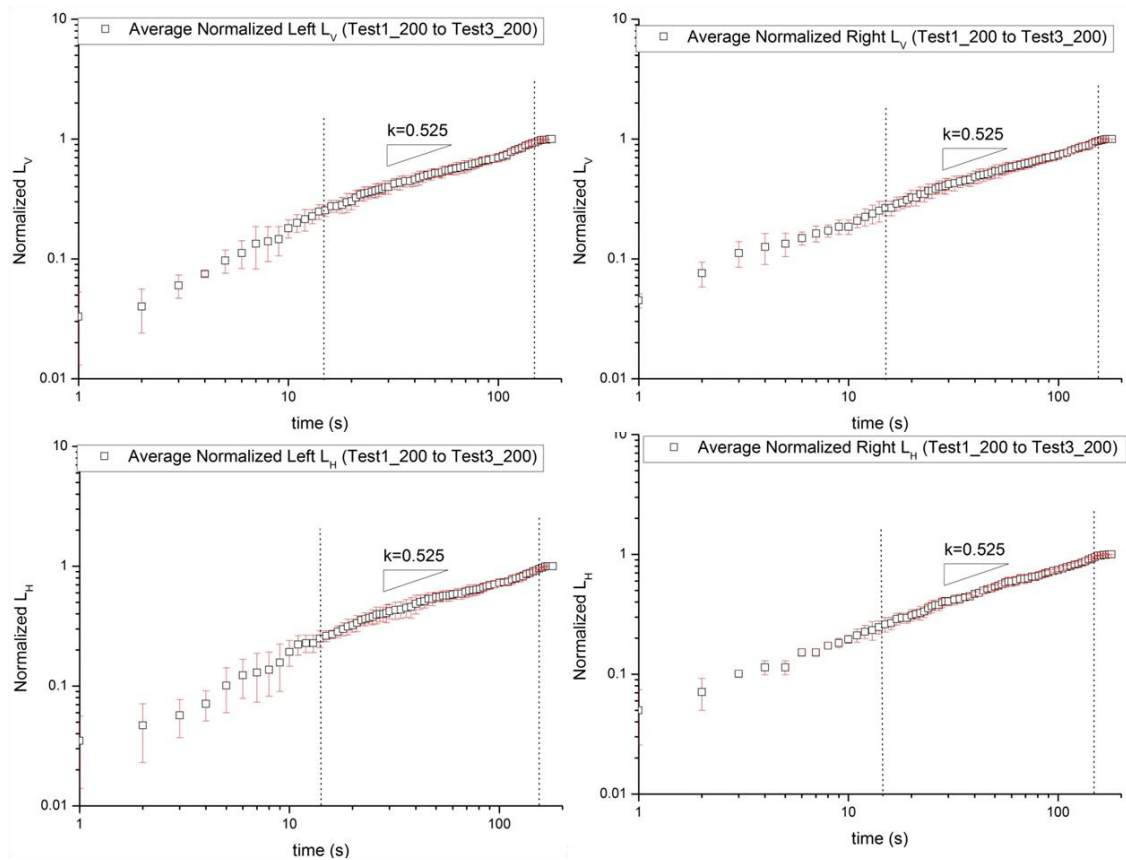 Average Normalized Left L_V (Test1_200 to Test3_200)
10
1
0.1
0.01
Normalized L_V
k=0.525
1
10
100
time (s)
Average Normalized Right L_V (Test1_200 to Test3_200)
10
1
0.1
0.01
Normalized L_V
k=0.525
1
10
100
time (s)
Average Normalized Left L_H (Test1_200 to Test3_200)
10
1
0.1
0.01
Normalized L_H
k=0.525
1
10
100
time (s)
Average Normalized Right L_H (Test1_200 to Test3_200)
10
1
0.1
0.01
Normalized L_H
k=0.525
1
10
100
time (s)